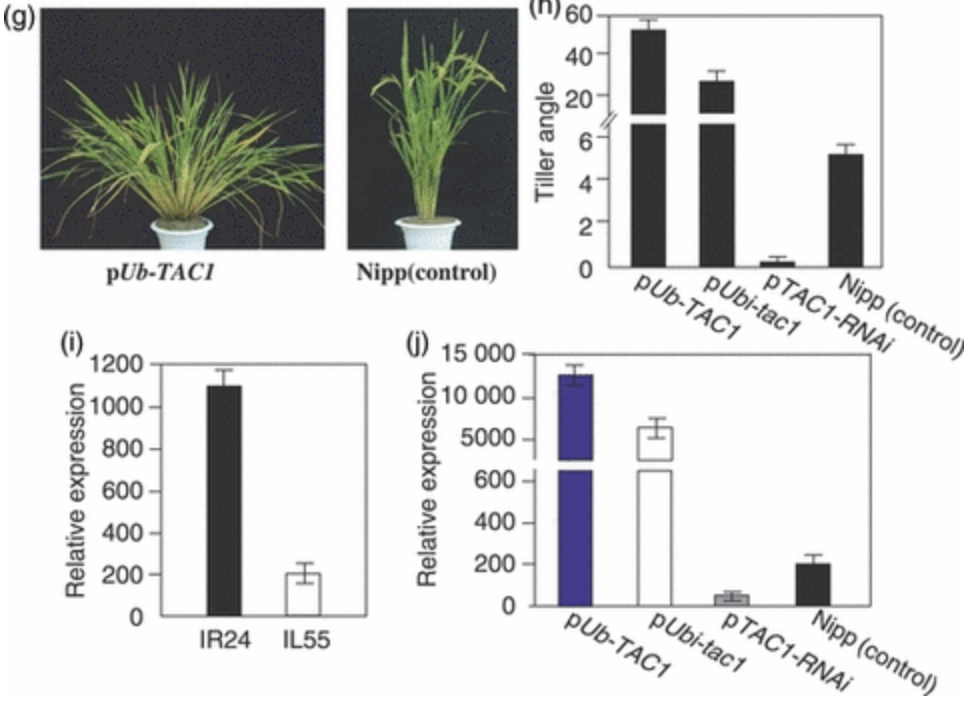 (g)
pUb-TAC1
Nipp(control)
(h)
Tiller angle
60
40
20
6
4
2
0
pUb-TAC1
pUbi-tac1
pTAC1-RNAi
Nipp (control)
(i)
Relative expression
1200
1000
800
600
400
200
0
IR24 IL55
(j)
Relative expression
15 000
10 000
5000
600
400
200
0
pUb-TAC1
pUbi-tac1
pTAC1-RNAi
Nipp (control)